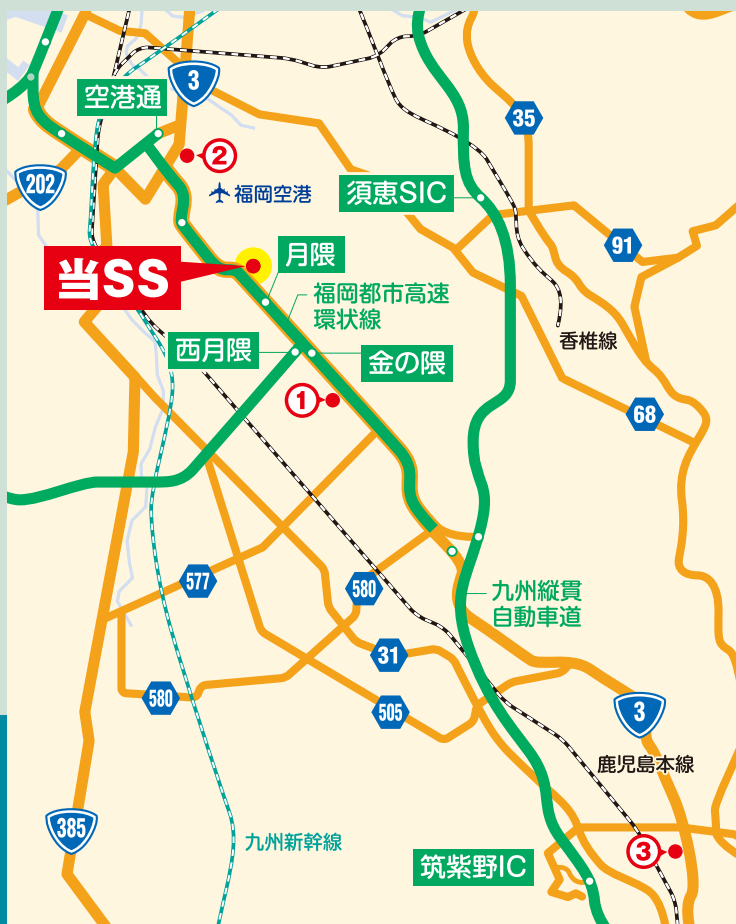 3
空港通
35
②
202
福岡空港
須恵SIC
91
月隈
当SS
福岡都市高速
環状線
西月隈
金の隈
香椎線
①
68
577
580
九州縦貫
自動車道
31
580
505
3
鹿児島本線
385
九州新幹線
③
筑紫野IC